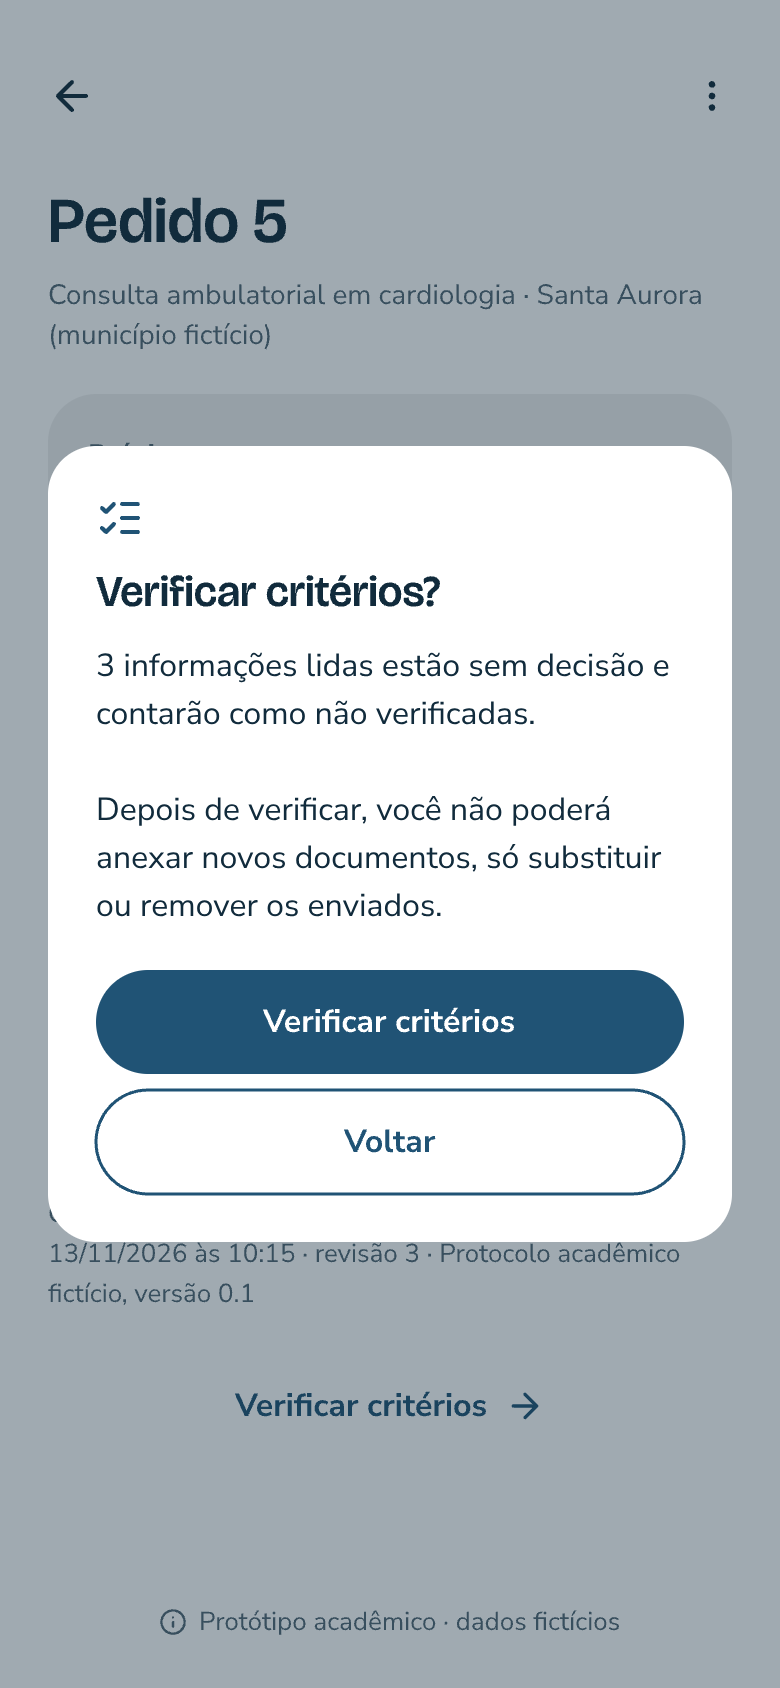 Pedido 5
Consulta ambulatorial em cardiologia · Santa Aurora
(município fictício)
Verificar critérios?
3 informações lidas estão sem decisão e
contarão como não verificadas.
Depois de verificar, você não poderá
anexar novos documentos, só substituir
ou remover os enviados.
Verificar critérios
Voltar
13/11/2026 às 10:15 · revisão 3 · Protocolo acadêmico
fictício, versão 0.1
Verificar critérios
Protótipo acadêmico · dados fictícios